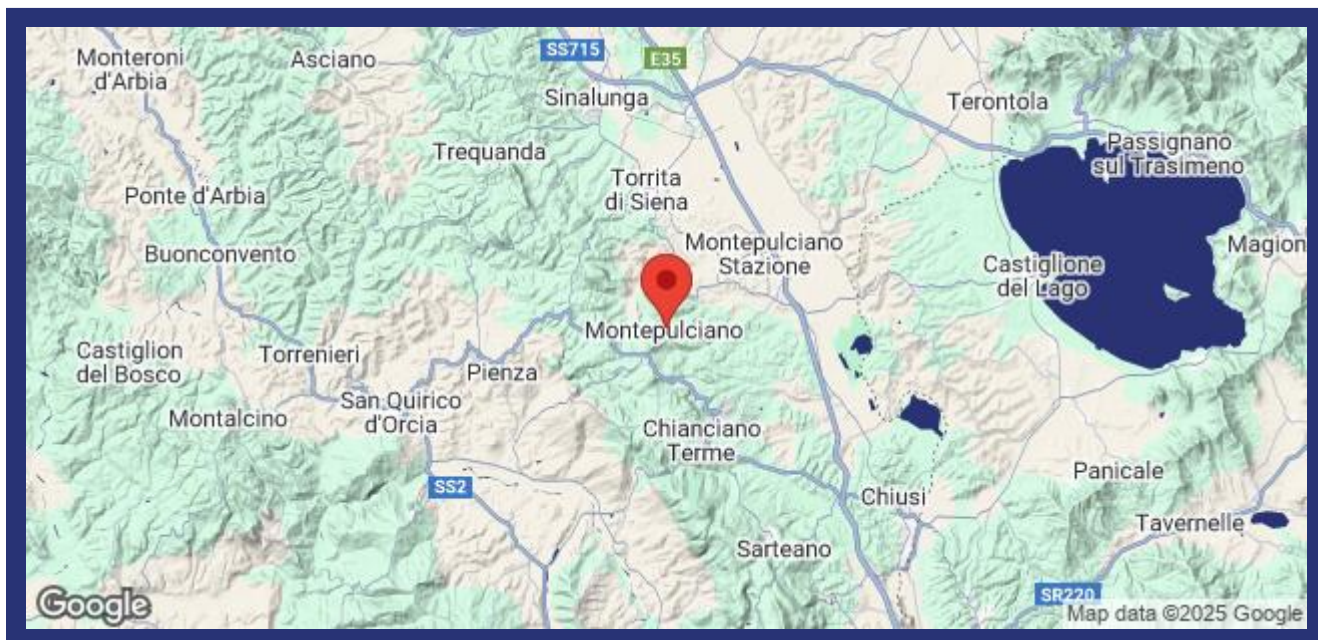 SS715
E35
Monteroni
d'Arbia
Asciano
Sinalunga
Terontola
Trequanda
Passignano
sul Trasimeno
Torrita
di Siena
Ponte d'Arbia
Buonconvento
Montepulciano
Stazione
Magion
Castiglione
del Lago
Montepulciano
Castiglion
del Bosco
Torrenieri
Pienza
San Quirico
d'Orcia
Montalcino
Chianciano
Terme
Panicale
SS2
Chiusi
Tavernelle
Sarteano
SR220
Google
Map data ©2025 Google